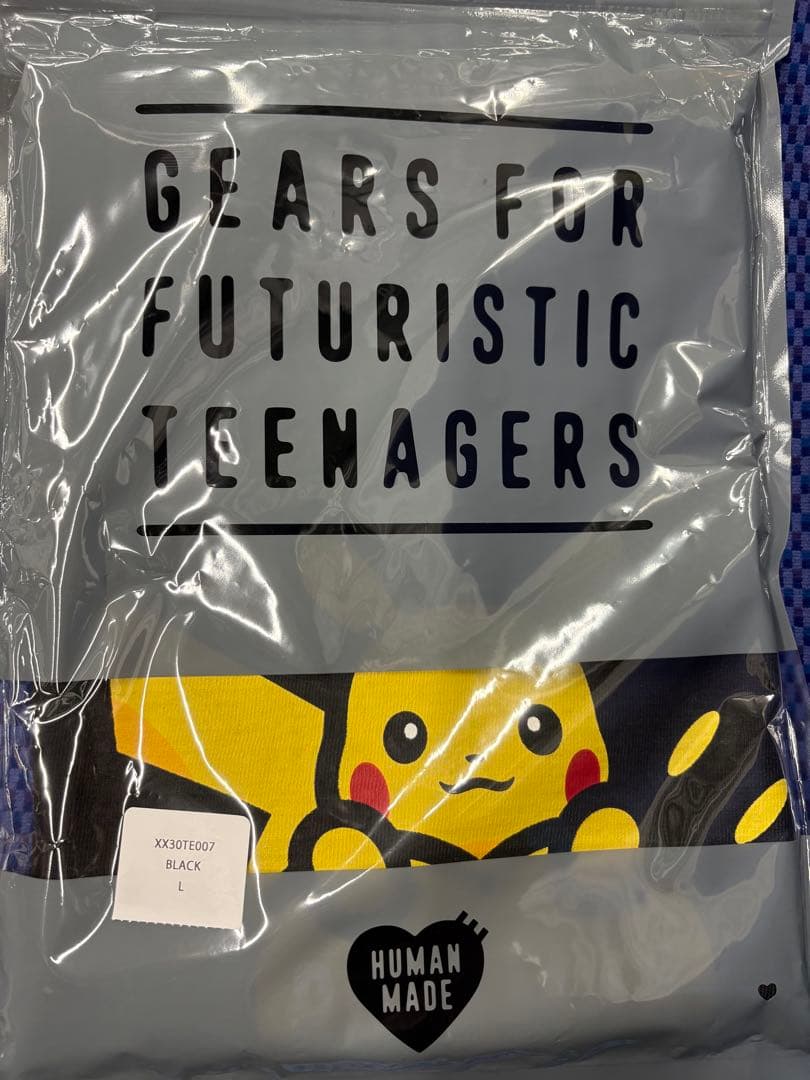 GEARS FOR
FUTURISTIC
TEENAGERS
XX30TE007
BLACK
L
HUMAN
MADE